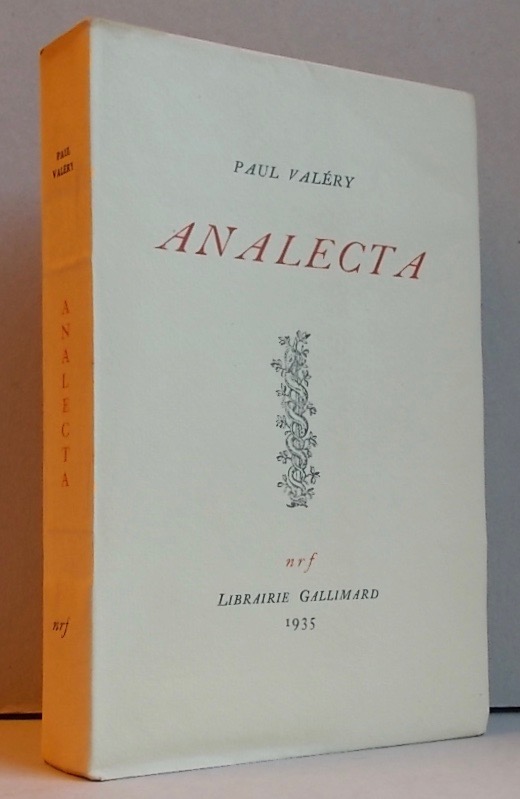 PAUL
VALÉRY
ANALECTA
nrf
PAUL VALÉRY
ANALECTA
nrf
LIBRAIRIE GALLIMARD
1935